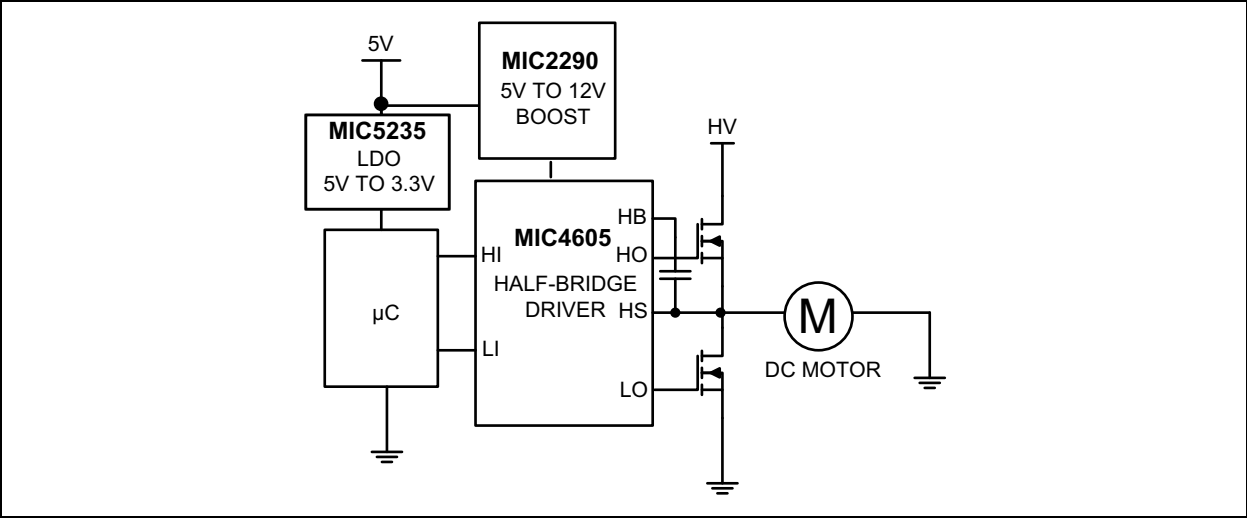 5V
MIC2290
5V TO 12V
BOOST
MIC5235
LDO
5V TO 3.3V
HV
MIC4605
HALF-BRIDGE
DRIVER
HB
HO
HS
HI
LI
LO
µC
M
DC MOTOR